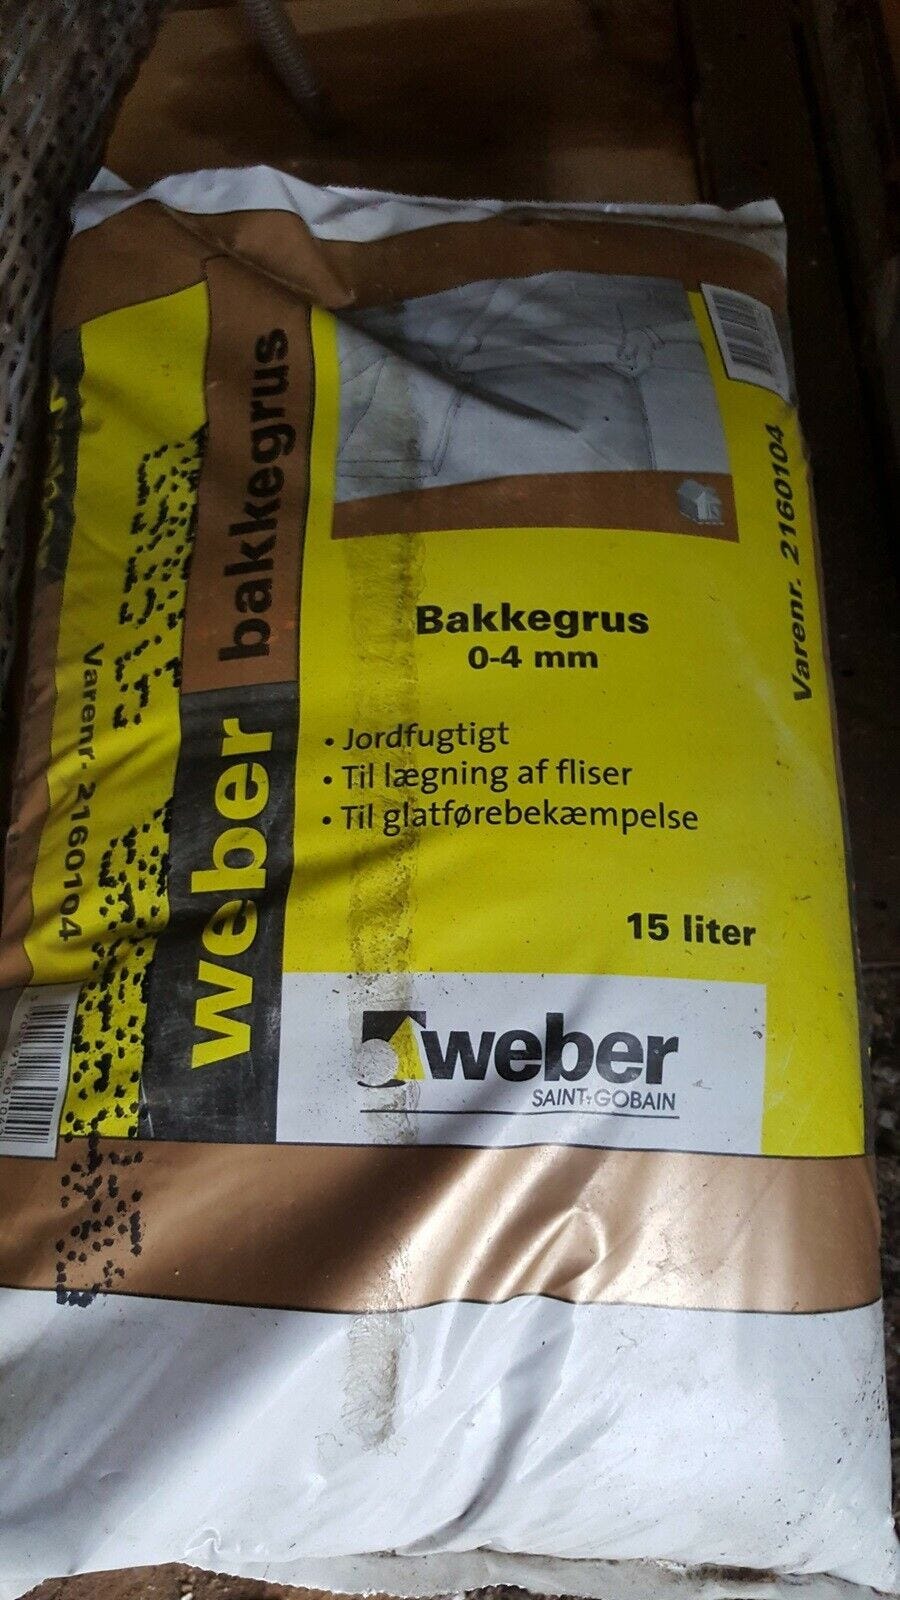 weber bakkegrus
Varenr. 2160104
Bakkegrus
0-4 mm
• Jordfugtigt
• Til lægning af fliser
• Til glatførebekæmpelse
15 liter
weber
SAINT-GOBAIN
Varenr. 2160104